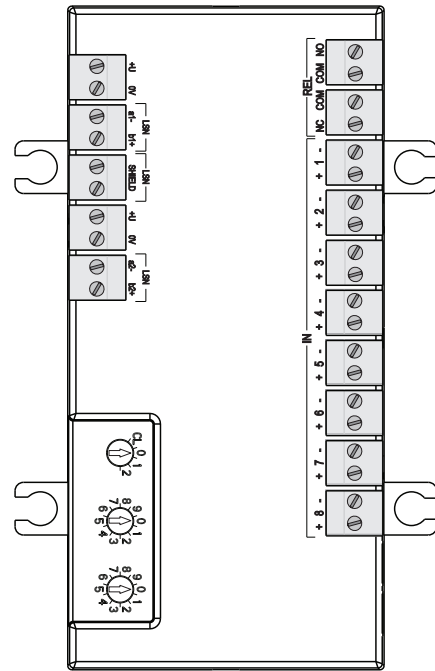 +U
0V
a1-
b1+
LSN
SHIELD
LSN
+U
0V
a2-
b2+
LSN
CL 0 1 2
0 1 2 3 4 5 6 7 8 9
0 1 2 3 4 5 6 7 8 9
REL
COM NO
NC COM
IN
+ 1 -
+ 2 -
+ 3 -
+ 4 -
+ 5 -
+ 6 -
+ 7 -
+ 8 -